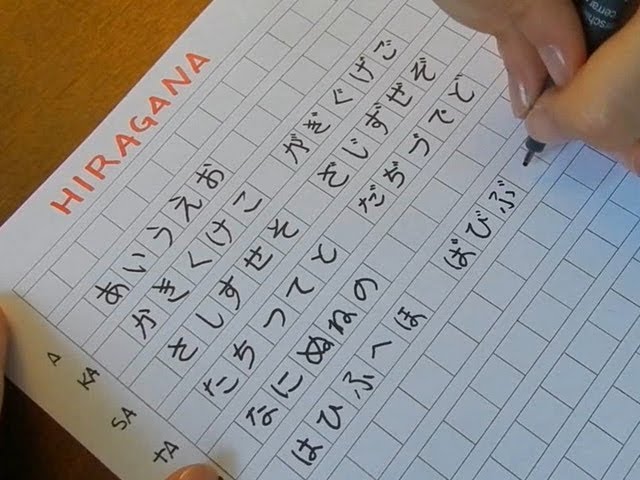 HIRAGANA
あいうえお
かきくけこ がぎぐげご
さしすせそ ざじずぜぞ
たちつてと だぢづでど
なにぬねの
はひふへほ ばびぶ
A
KA
SA
TA